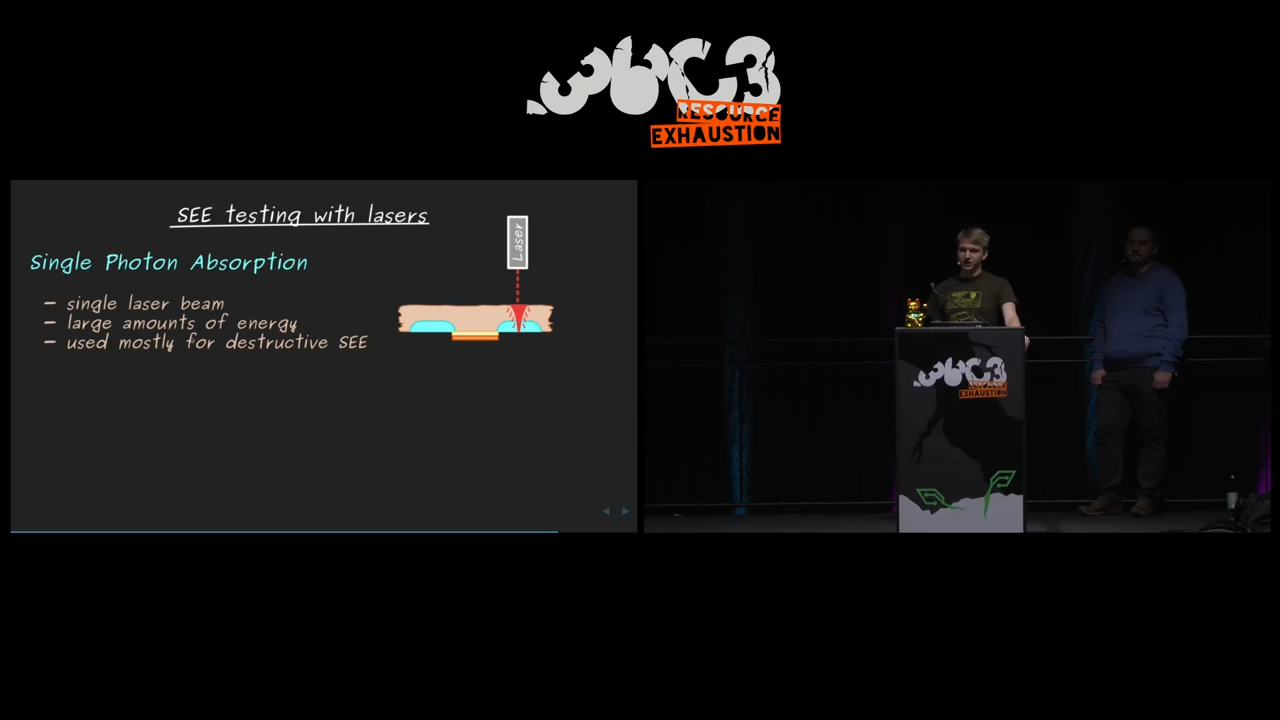 36C3
RESOURCE
EXHAUSTION
SEE testing with lasers
Laser
Single Photon Absorption
- single laser beam
- large amounts of energy
- used mostly for destructive SEE
36C3
RESOURCE
EXHAUSTION